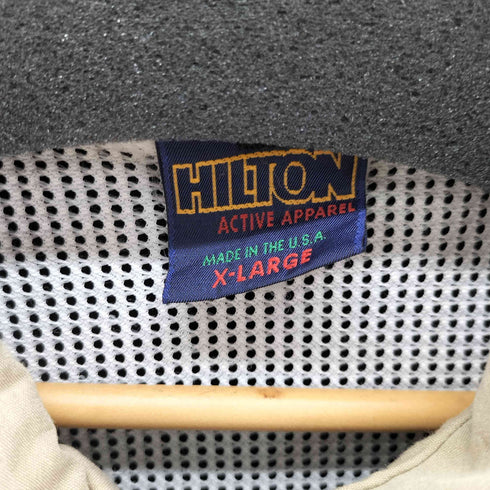 HILTON
ACTIVE APPAREL
MADE IN THE U.S.A.
X-LARGE